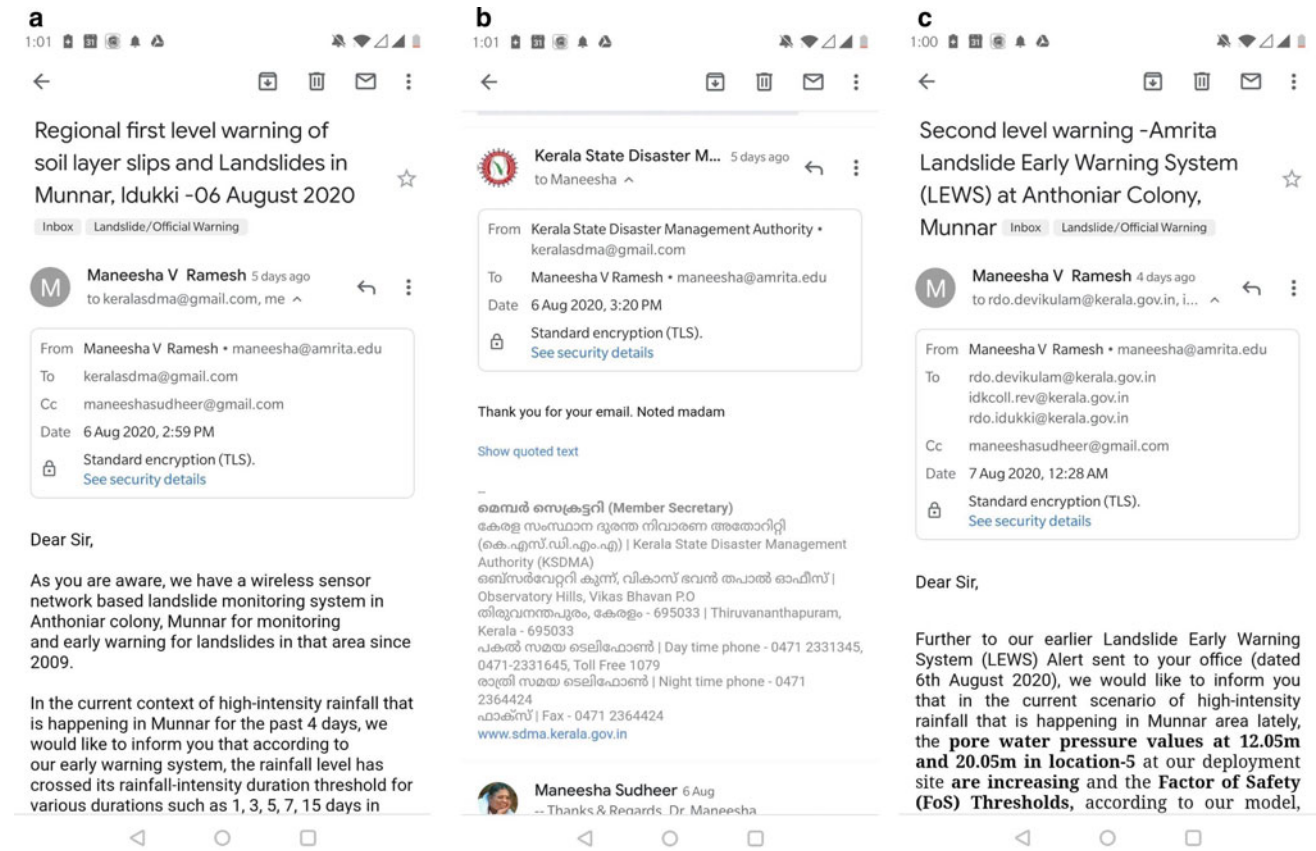 a
1:01
Regional first level warning of
soil layer slips and Landslides in
Munnar, Idukki -06 August 2020
Inbox Landslide/Official Warning
M
Maneesha V Ramesh 5 days ago
to keralasdma@gmail.com, me
From Maneesha V Ramesh • maneesha@amrita.edu
To keralasdma@gmail.com
Cc maneeshasudheer@gmail.com
Date 6 Aug 2020, 2:59 PM
Standard encryption (TLS).
See security details
Dear Sir,
As you are aware, we have a wireless sensor
network based landslide monitoring system in
Anthoniar colony, Munnar for monitoring
and early warning for landslides in that area since
2009.
In the current context of high-intensity rainfall that
is happening in Munnar for the past 4 days, we
would like to inform you that according to
our early warning system, the rainfall level has
crossed its rainfall-intensity duration threshold for
various durations such as 1, 3, 5, 7, 15 days in
b
1:01
Kerala State Disaster M... 5 days ago
to Maneesha
From Kerala State Disaster Management Authority •
keralasdma@gmail.com
To Maneesha V Ramesh • maneesha@amrita.edu
Date 6 Aug 2020, 3:20 PM
Standard encryption (TLS).
See security details
Thank you for your email. Noted madam
Show quoted text
--
മെമ്പർ സെക്രട്ടറി (Member Secretary)
കേരള സംസ്ഥാന ദുരന്ത നിവാരണ അതോറിറ്റി
(കെ.എസ്.ഡി.എം.എ) | Kerala State Disaster Management
Authority (KSDMA)
ഒബ്സർവേറ്ററി കുന്ന്, വികാസ് ഭവൻ തപാൽ ഓഫീസ് |
Observatory Hills, Vikas Bhavan P.O
തിരുവനന്തപുരം, കേരളം - 695033 | Thiruvananthapuram,
Kerala - 695033
പകൽ സമയ ടെലിഫോൺ | Day time phone - 0471 2331345,
0471-2331645, Toll Free 1079
രാത്രി സമയ ടെലിഫോൺ | Night time phone - 0471
2364424
ഫാക്സ് | Fax - 0471 2364424
www.sdma.kerala.gov.in
Maneesha Sudheer 6 Aug
-- Thanks & Regards, Dr. Maneesha
c
1:00
Second level warning -Amrita
Landslide Early Warning System
(LEWS) at Anthoniar Colony,
Munnar Inbox Landslide/Official Warning
M
Maneesha V Ramesh 4 days ago
to rdo.devikulam@kerala.gov.in, i...
From Maneesha V Ramesh • maneesha@amrita.edu
To rdo.devikulam@kerala.gov.in
idkcoll.rev@kerala.gov.in
rdo.idukki@kerala.gov.in
Cc maneeshasudheer@gmail.com
Date 7 Aug 2020, 12:28 AM
Standard encryption (TLS).
See security details
Dear Sir,
Further to our earlier Landslide Early Warning
System (LEWS) Alert sent to your office (dated
6th August 2020), we would like to inform you
that in the current scenario of high-intensity
rainfall that is happening in Munnar area lately,
the pore water pressure values at 12.05m
and 20.05m in location-5 at our deployment
site are increasing and the Factor of Safety
(FoS) Thresholds, according to our model,